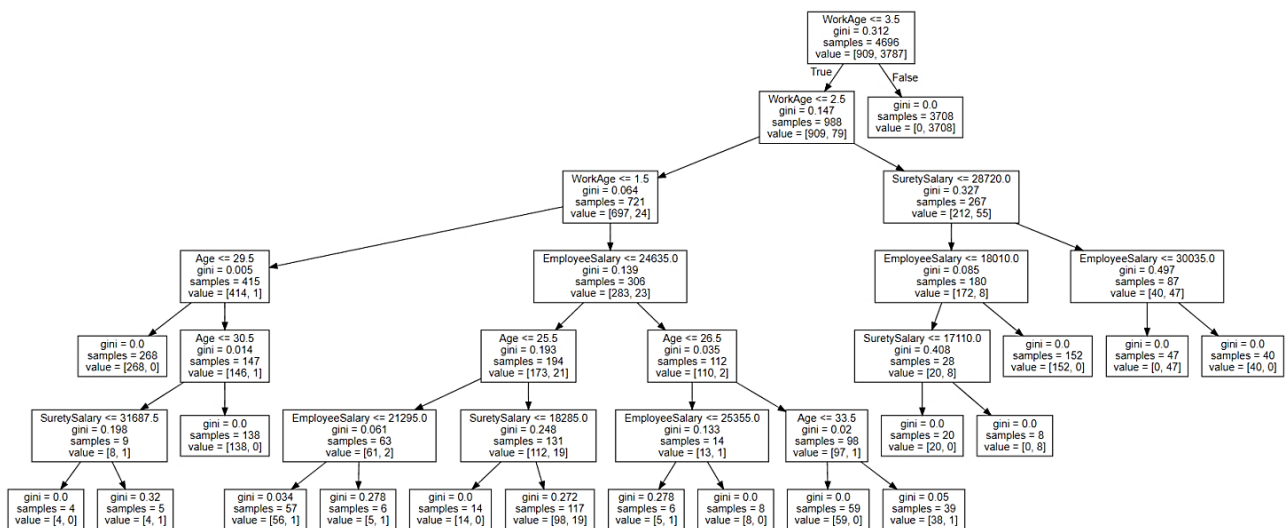 WorkAge <= 3.5
gini = 0.312
samples = 4696
value = [909, 3787]
True
False
WorkAge <= 2.5
gini = 0.147
samples = 988
value = [909, 79]
gini = 0.0
samples = 3708
value = [0, 3708]
WorkAge <= 1.5
gini = 0.064
samples = 721
value = [697, 24]
SuretySalary <= 28720.0
gini = 0.327
samples = 267
value = [212, 55]
Age <= 29.5
gini = 0.005
samples = 415
value = [414, 1]
EmployeeSalary <= 24635.0
gini = 0.139
samples = 306
value = [283, 23]
EmployeeSalary <= 18010.0
gini = 0.085
samples = 180
value = [172, 8]
EmployeeSalary <= 30035.0
gini = 0.497
samples = 87
value = [40, 47]
gini = 0.0
samples = 268
value = [268, 0]
Age <= 30.5
gini = 0.014
samples = 147
value = [146, 1]
Age <= 25.5
gini = 0.193
samples = 194
value = [173, 21]
Age <= 26.5
gini = 0.035
samples = 112
value = [110, 2]
SuretySalary <= 17110.0
gini = 0.408
samples = 28
value = [20, 8]
gini = 0.0
samples = 152
value = [152, 0]
gini = 0.0
samples = 47
value = [0, 47]
gini = 0.0
samples = 40
value = [40, 0]
SuretySalary <= 31687.5
gini = 0.198
samples = 9
value = [8, 1]
gini = 0.0
samples = 138
value = [138, 0]
EmployeeSalary <= 21295.0
gini = 0.061
samples = 63
value = [61, 2]
SuretySalary <= 18285.0
gini = 0.248
samples = 131
value = [112, 19]
EmployeeSalary <= 25355.0
gini = 0.133
samples = 14
value = [13, 1]
Age <= 33.5
gini = 0.02
samples = 98
value = [97, 1]
gini = 0.0
samples = 20
value = [20, 0]
gini = 0.0
samples = 8
value = [0, 8]
gini = 0.0
samples = 4
value = [4, 0]
gini = 0.32
samples = 5
value = [4, 1]
gini = 0.034
samples = 57
value = [56, 1]
gini = 0.278
samples = 6
value = [5, 1]
gini = 0.0
samples = 14
value = [14, 0]
gini = 0.272
samples = 117
value = [98, 19]
gini = 0.278
samples = 6
value = [5, 1]
gini = 0.0
samples = 8
value = [8, 0]
gini = 0.0
samples = 59
value = [59, 0]
gini = 0.05
samples = 39
value = [38, 1]